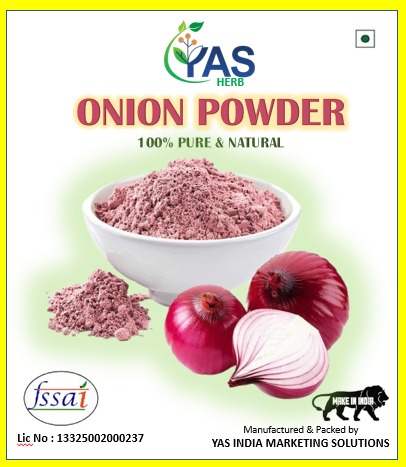 YAS
HERB
ONION POWDER
100% PURE & NATURAL
fssai
MAKE IN INDIA
Lic No : 13325002000237
Manufactured & Packed by
YAS INDIA MARKETING SOLUTIONS